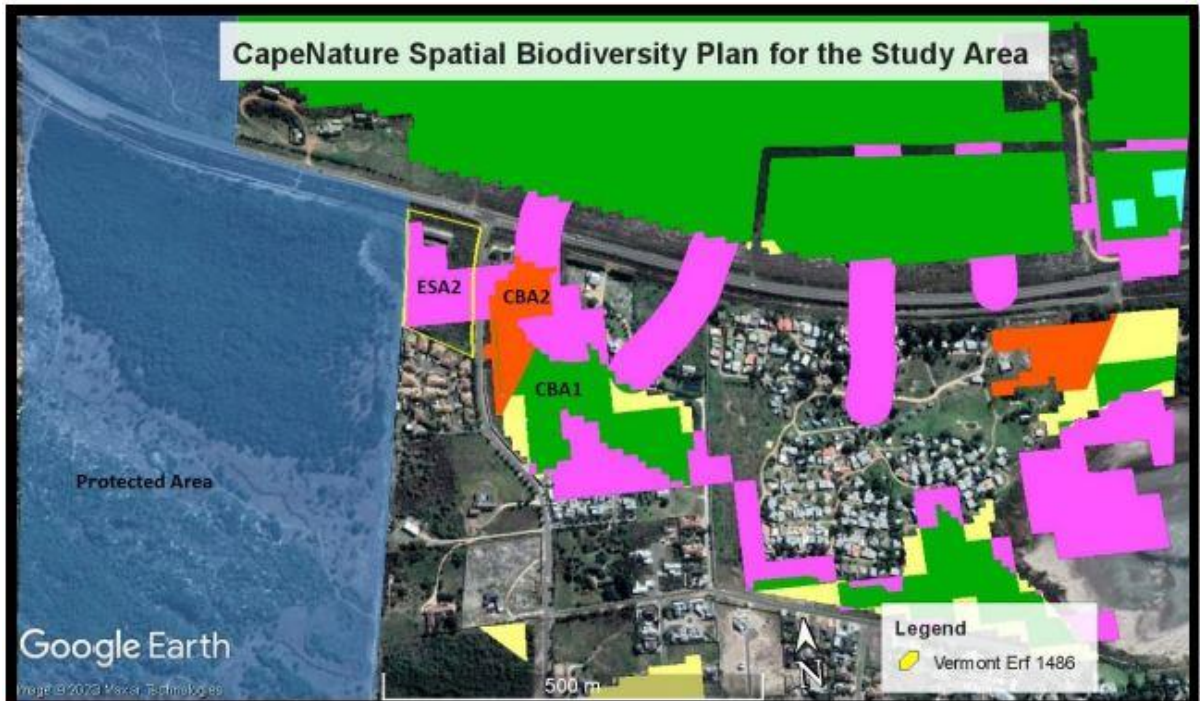 CapeNature Spatial Biodiversity Plan for the Study Area
ESA2
CBA2
CBA1
Protected Area
Google Earth
Image © 2023 Maxar Technologies
500 m
N
Legend
Vermont Erf 1486